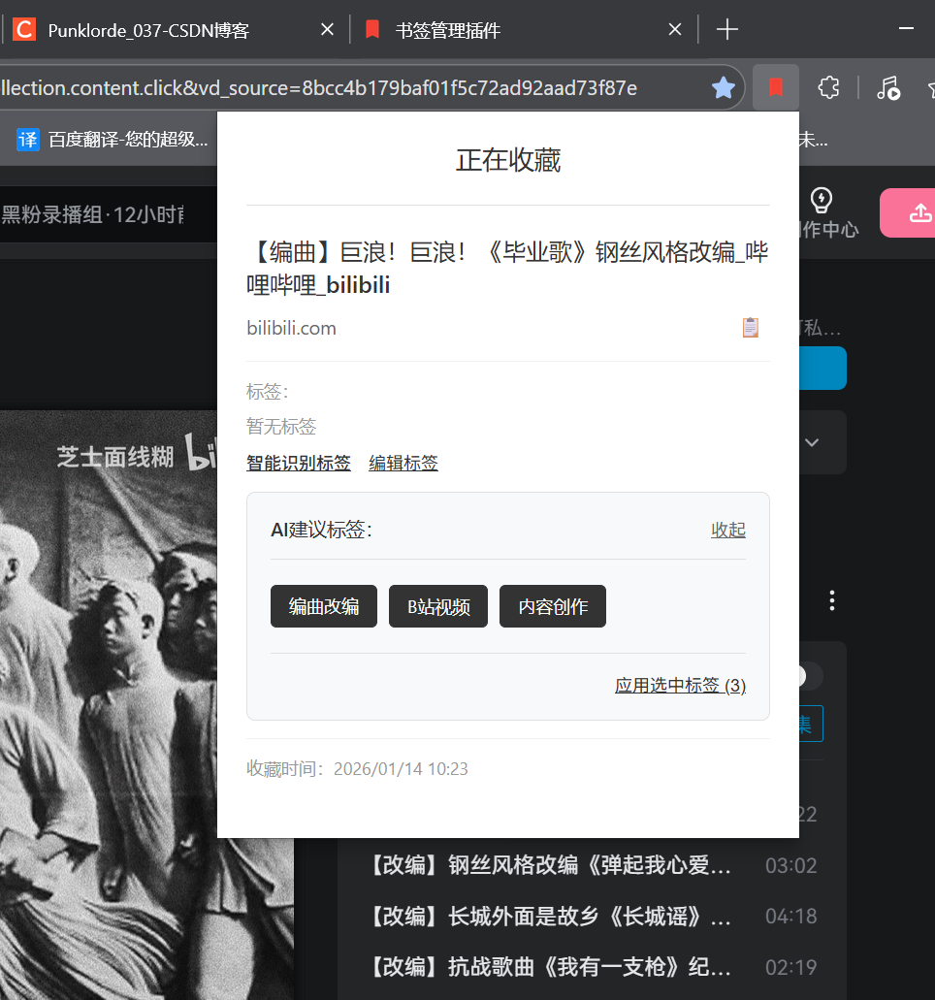 Punklorde_037-CSDN博客
书签管理插件
llection.content.click&vd_source=8bcc4b179baf01f5c72ad92aad73f87e
译 百度翻译-您的超级...
未...
正在收藏
黑粉录播组·12小时前
作中心
【编曲】巨浪！巨浪！《毕业歌》钢丝风格改编_哔
哩哔哩_bilibili
bilibili.com
私...
标签：
暂无标签
芝士面线糊 bil
智能识别标签 编辑标签
AI建议标签：
收起
编曲改编 B站视频 内容创作
应用选中标签 (3)
集
收藏时间：2026/01/14 10:23
22
【改编】钢丝风格改编《弹起我心爱... 03:02
【改编】长城外面是故乡《长城谣》... 04:18
【改编】抗战歌曲《我有一支枪》纪... 02:19